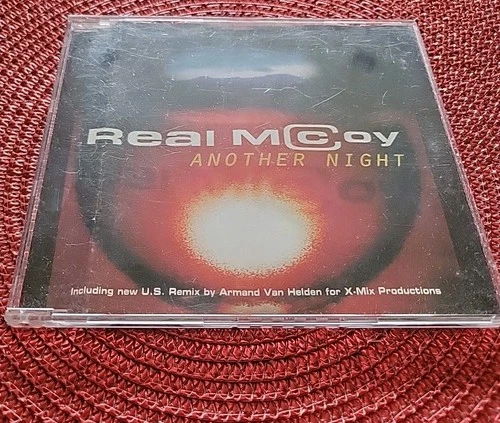 Real McCoy
ANOTHER NIGHT
Including new U.S. Remix by Armand Van Helden for X-Mix Productions